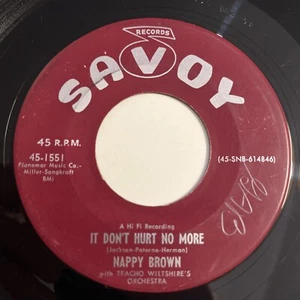 RECORDS
SAVOY
45 R.P.M.
45-1551
Planemar Music Co.-
Miller-Songkraft
BMI
(45-SNB-614846)
A Hi Fi Recording
IT DON'T HURT NO MORE
(Jackson-Paterno-Herman)
NAPPY BROWN
with TEACHO WILTSHIRE'S
ORCHESTRA